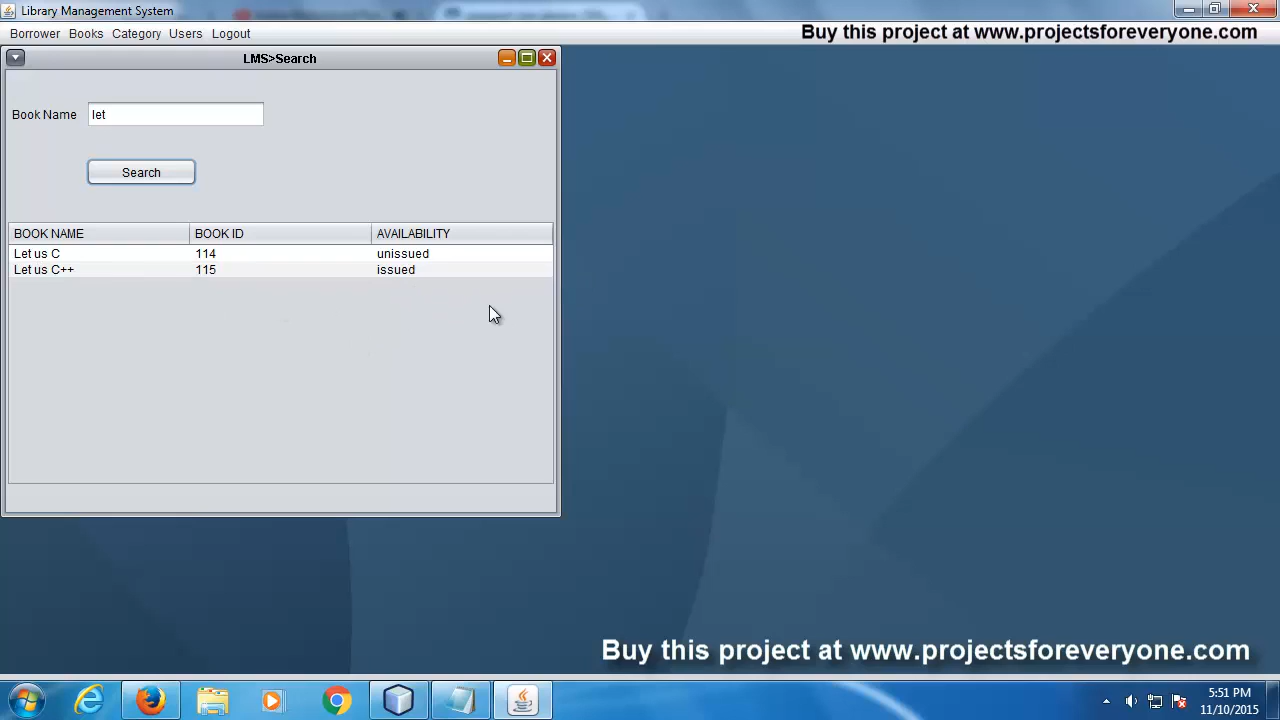 Library Management System
Borrower Books Category Users Logout
Buy this project at www.projectsforeveryone.com
LMS>Search
Book Name let
Search
BOOK NAME BOOK ID AVAILABILITY
Let us C 114 unissued
Let us C++ 115 issued
Buy this project at www.projectsforeveryone.com
5:51 PM
11/10/2015